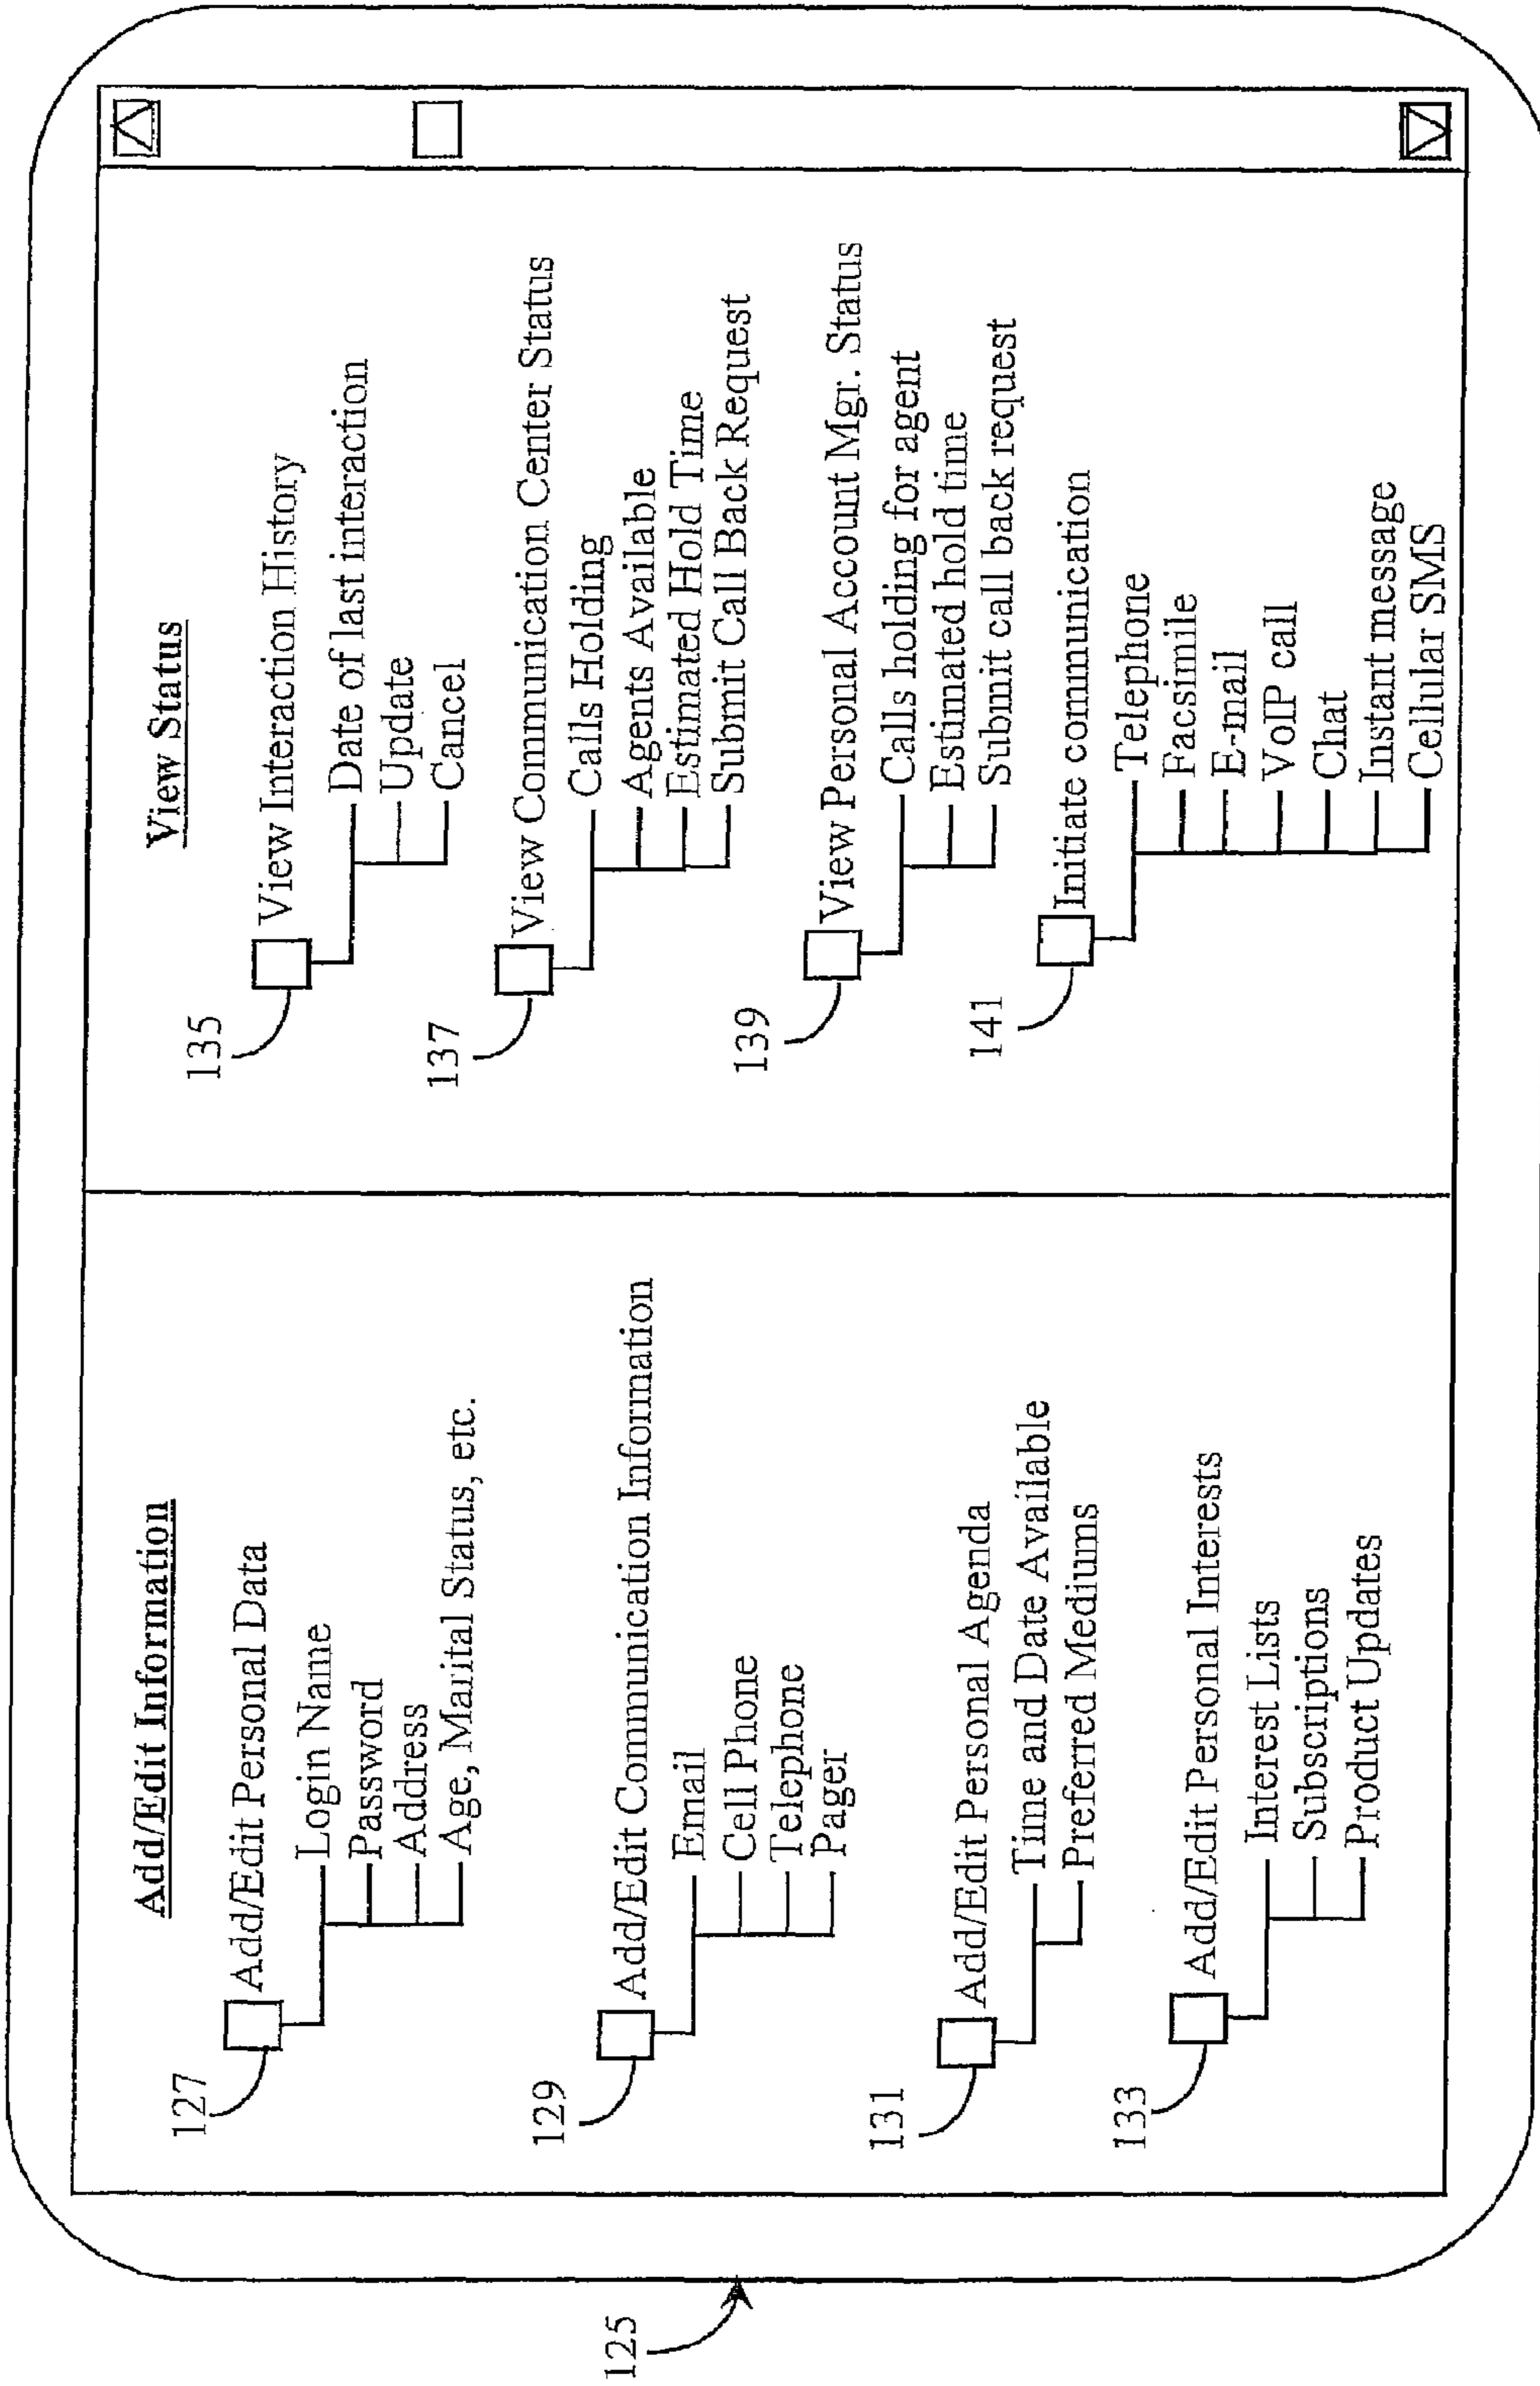 125
Add/Edit Information
127
Add/Edit Personal Data
Login Name
Password
Address
Age, Marital Status, etc.
129
Add/Edit Communication Information
Email
Cell Phone
Telephone
Pager
131
Add/Edit Personal Agenda
Time and Date Available
Preferred Mediums
133
Add/Edit Personal Interests
Interest Lists
Subscriptions
Product Updates
View Status
135
View Interaction History
Date of last interaction
Update
Cancel
137
View Communication Center Status
Calls Holding
Agents Available
Estimated Hold Time
Submit Call Back Request
139
View Personal Account Mgr. Status
Calls holding for agent
Estimated hold time
Submit call back request
141
Initiate communication
Telephone
Facsimile
E-mail
VoIP call
Chat
Instant message
Cellular SMS